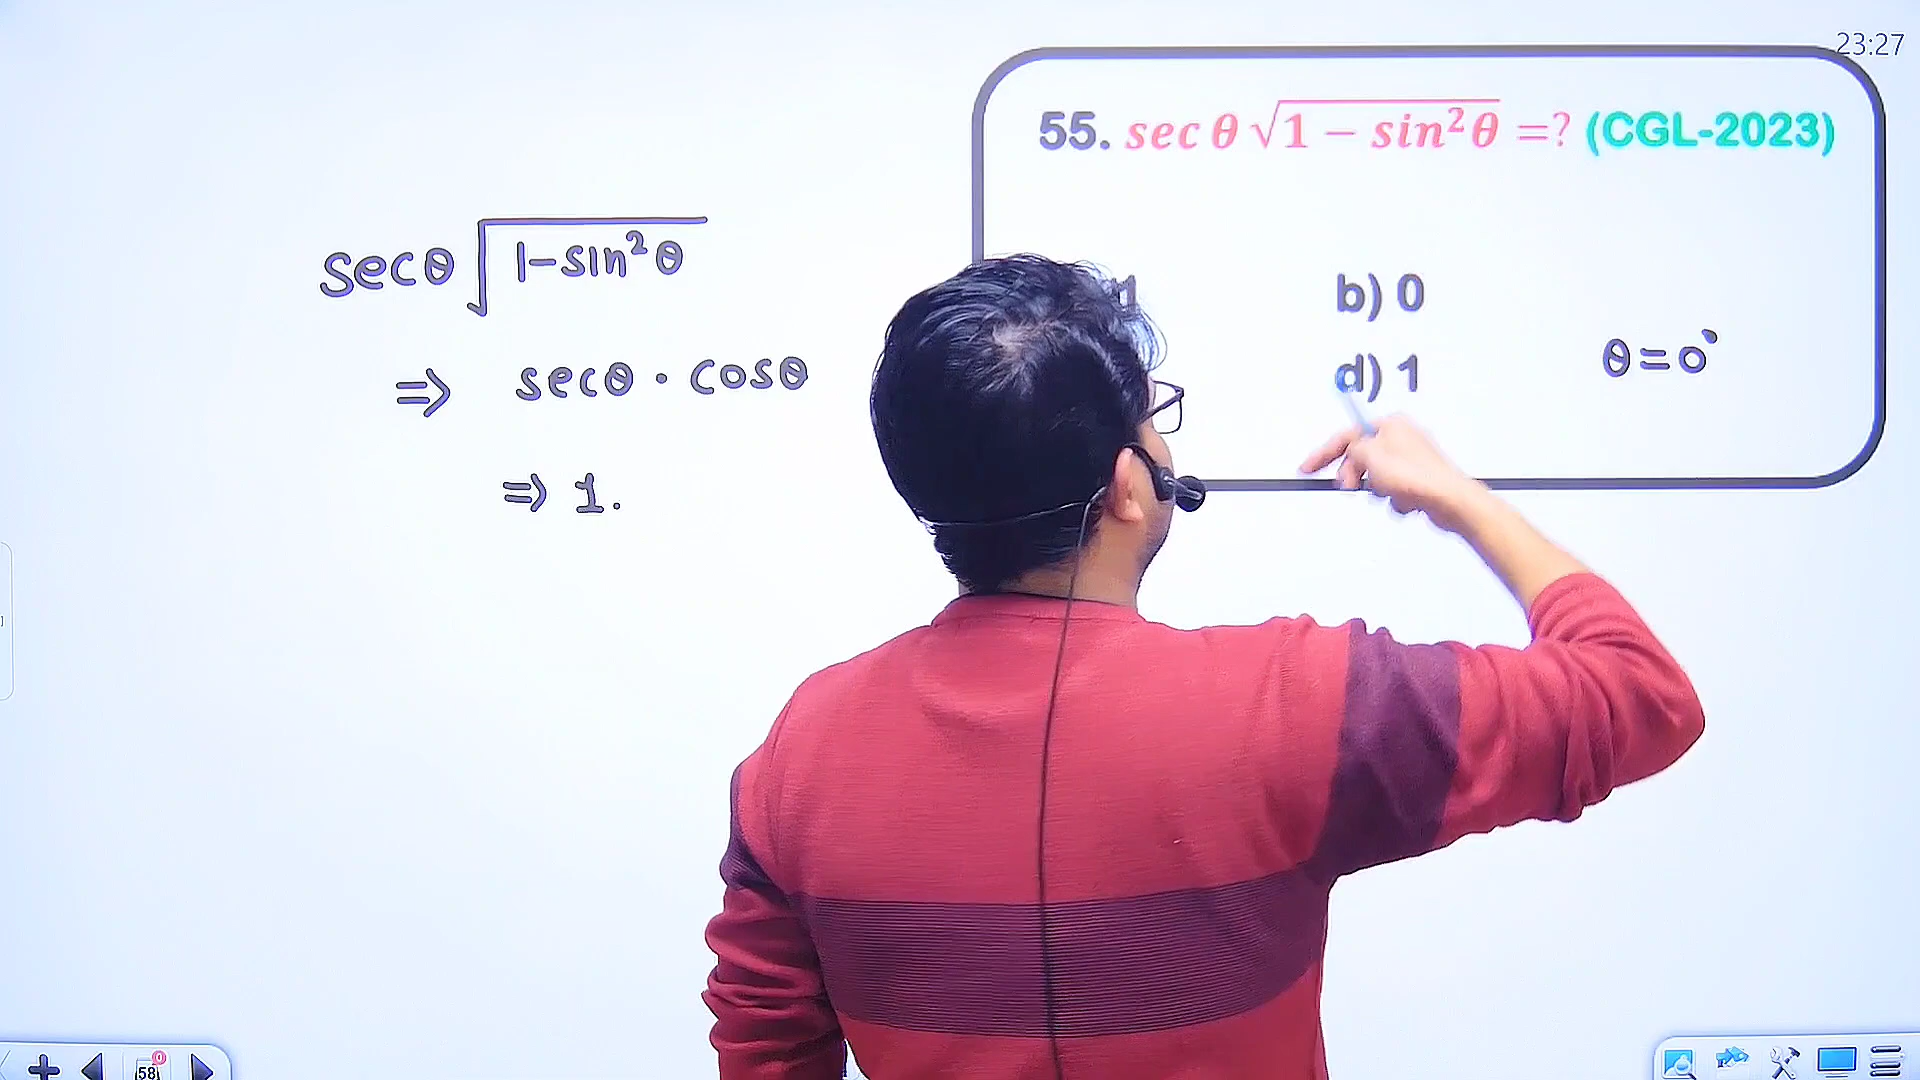 23:27
55. sec θ √1 − sin²θ =? (CGL-2023)
b) 0
d) 1
θ = 0°
secθ √1-sin²θ
⇒ secθ · cosθ
⇒ 1.
58